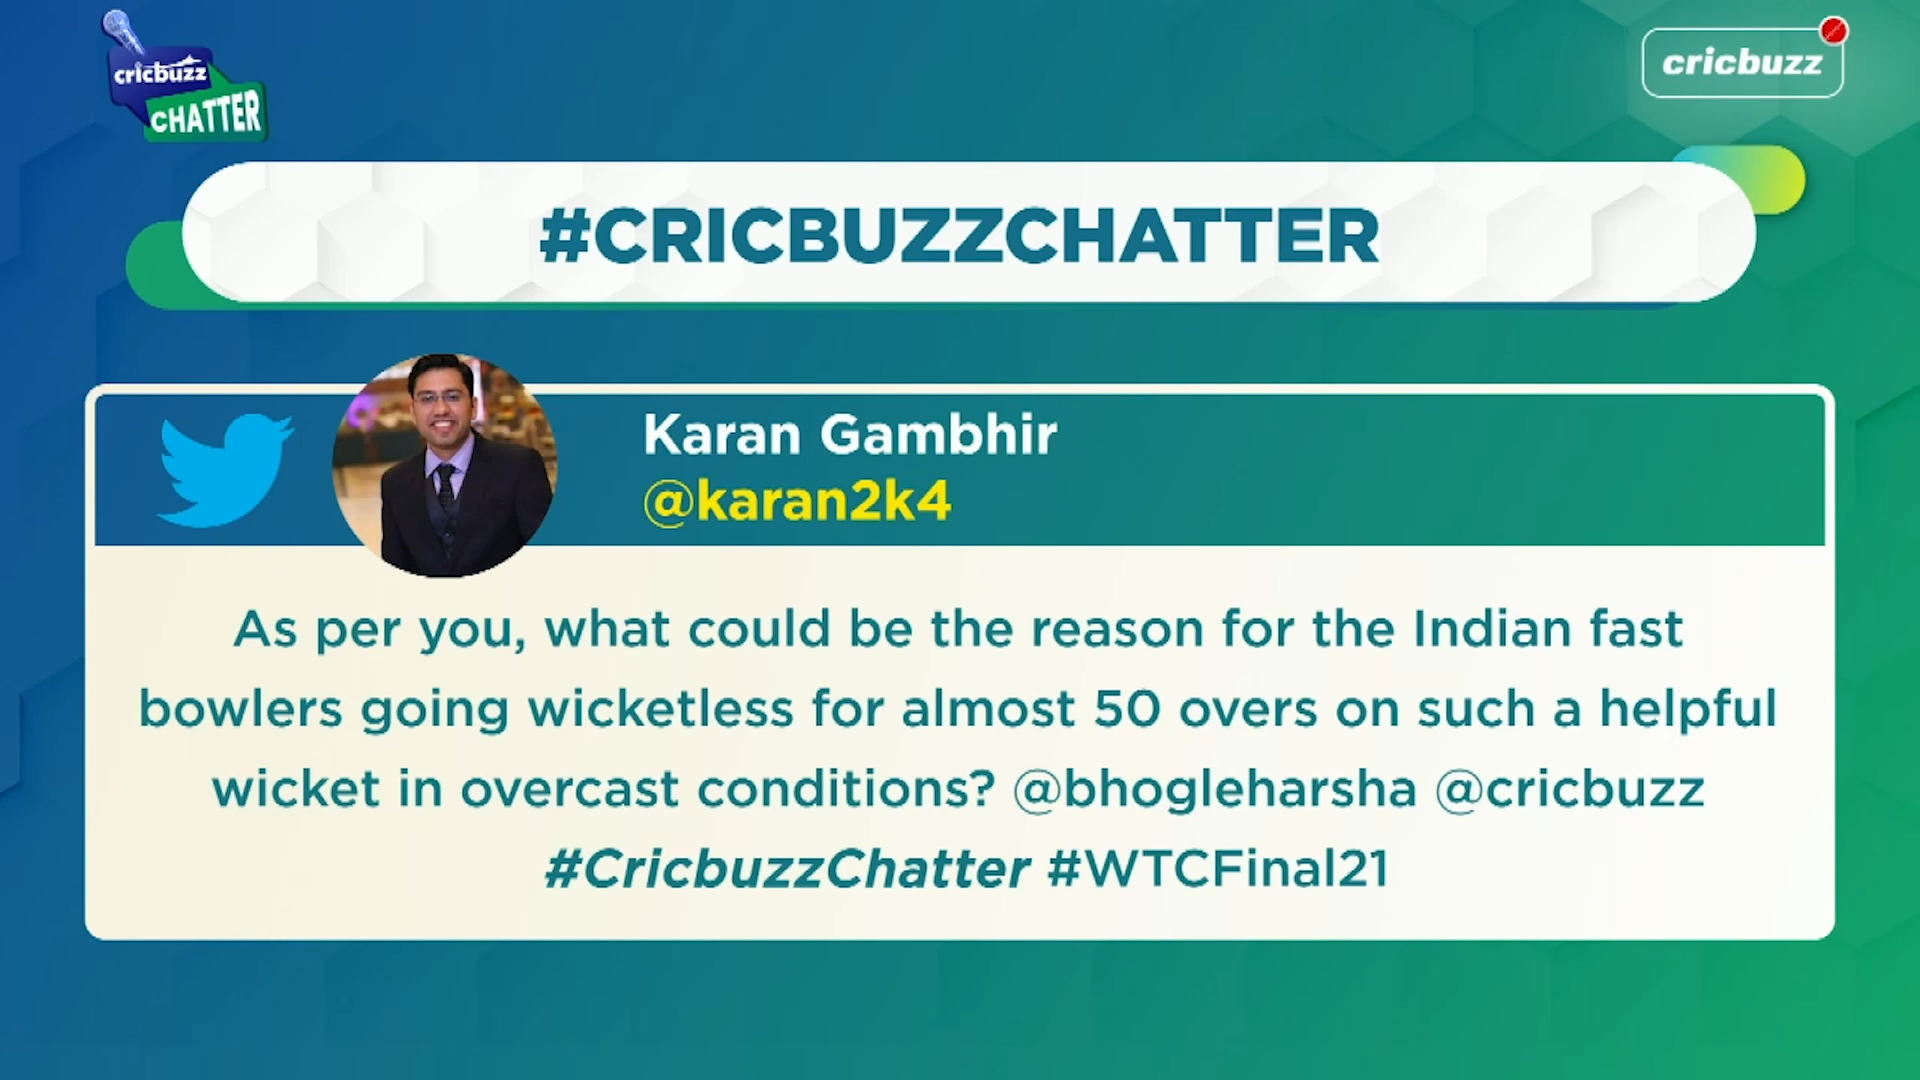 cricbuzz
CHATTER
cricbuzz
#CRICBUZZCHATTER
Karan Gambhir
@karan2k4
As per you, what could be the reason for the Indian fast
bowlers going wicketless for almost 50 overs on such a helpful
wicket in overcast conditions? @bhogleharsha @cricbuzz
#CricbuzzChatter #WTCFinal21